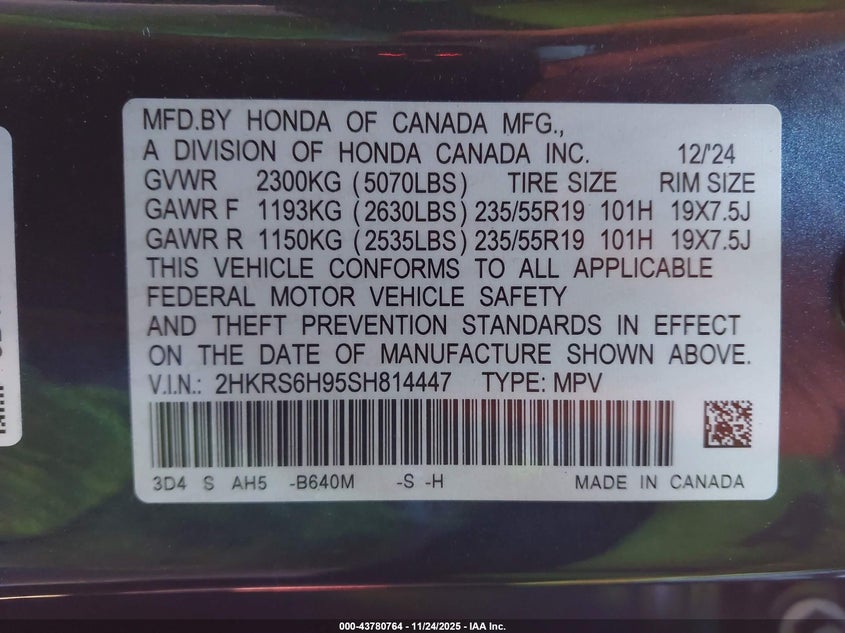 MFD.BY HONDA OF CANADA MFG.,
A DIVISION OF HONDA CANADA INC. 12/'24
GVWR 2300KG (5070LBS) TIRE SIZE RIM SIZE
GAWR F 1193KG (2630LBS) 235/55R19 101H 19X7.5J
GAWR R 1150KG (2535LBS) 235/55R19 101H 19X7.5J
THIS VEHICLE CONFORMS TO ALL APPLICABLE
FEDERAL MOTOR VEHICLE SAFETY
AND THEFT PREVENTION STANDARDS IN EFFECT
ON THE DATE OF MANUFACTURE SHOWN ABOVE.
V.I.N.: 2HKRS6H95SH814447 TYPE: MPV
3D4 S AH5 -B640M -S -H MADE IN CANADA
000-43780764 - 11/24/2025 - IAA Inc.